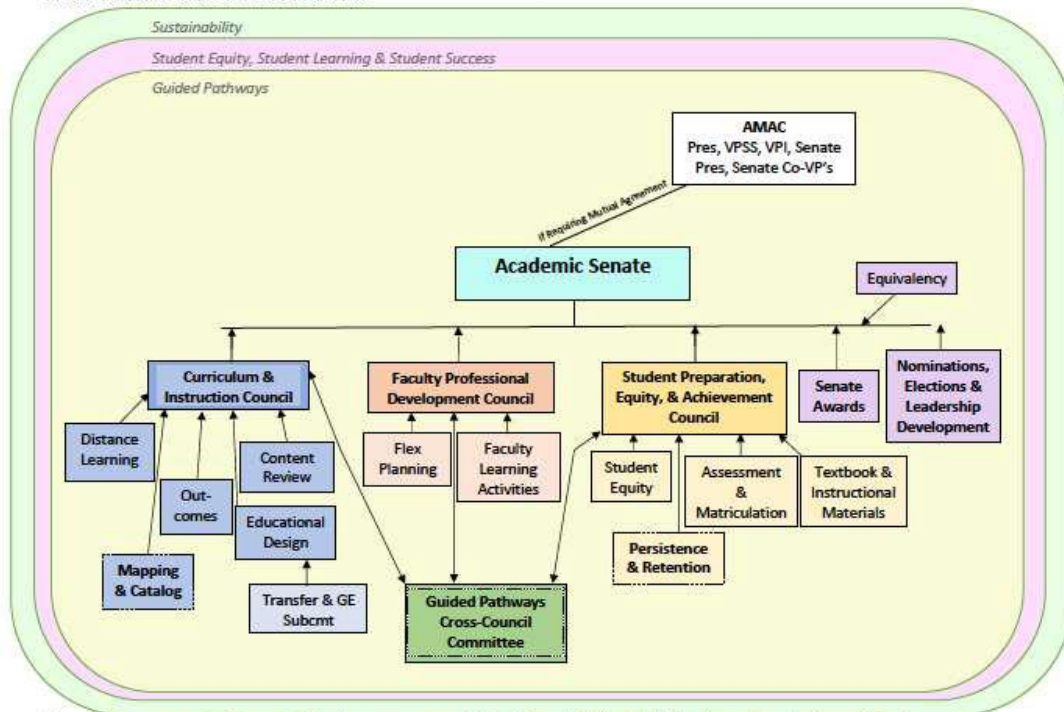 Sustainability
Student Equity, Student Learning & Student Success
Guided Pathways
AMAC
Pres, VPSS, VPI, Senate
Pres, Senate Co-VP's
If Requiring Mutual Agreement
Academic Senate
Equivalency
Curriculum &
Instruction Council
Faculty Professional
Development Council
Student Preparation,
Equity, & Achievement
Council
Senate
Awards
Nominations,
Elections &
Leadership
Development
Distance
Learning
Out-
comes
Content
Review
Educational
Design
Mapping
& Catalog
Transfer & GE
Subcmt
Flex
Planning
Faculty
Learning
Activities
Student
Equity
Assessment
&
Matriculation
Textbook &
Instructional
Materials
Persistence
& Retention
Guided Pathways
Cross-Council
Committee